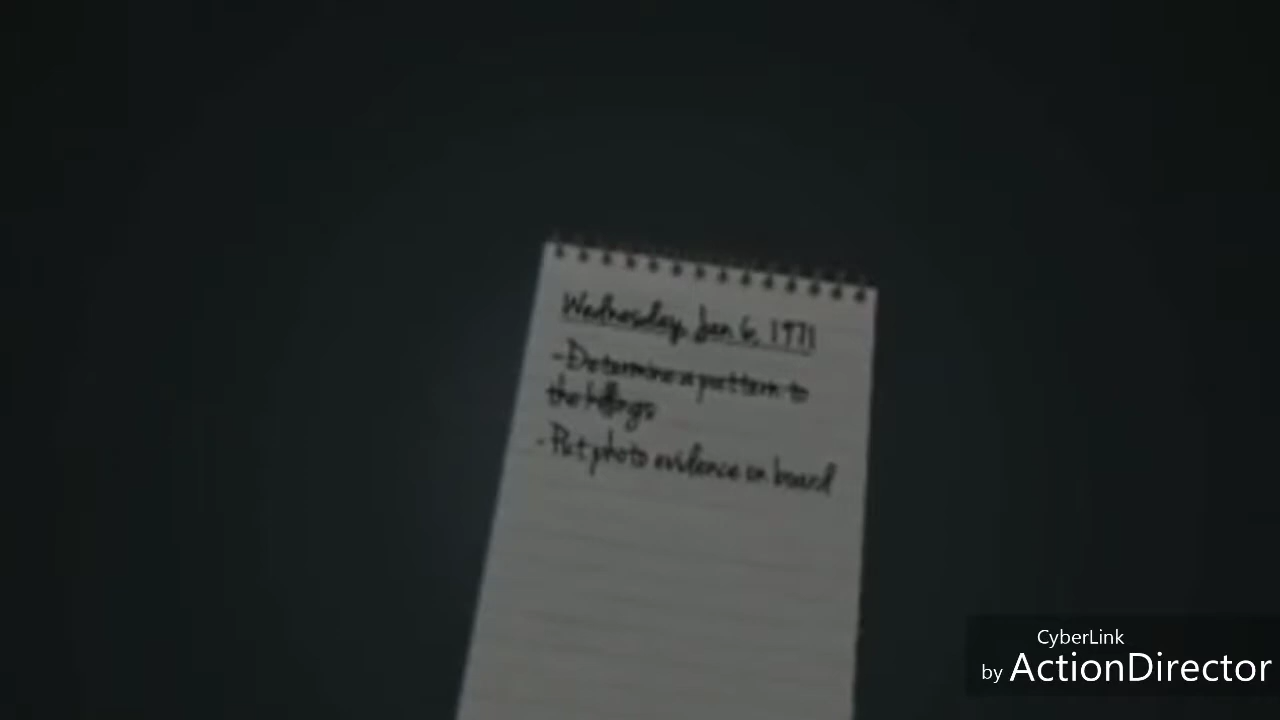 Wednesday, Jan 6, 1971
-Determine a pattern to
the killings
-Put photo evidence on board
CyberLink
by ActionDirector